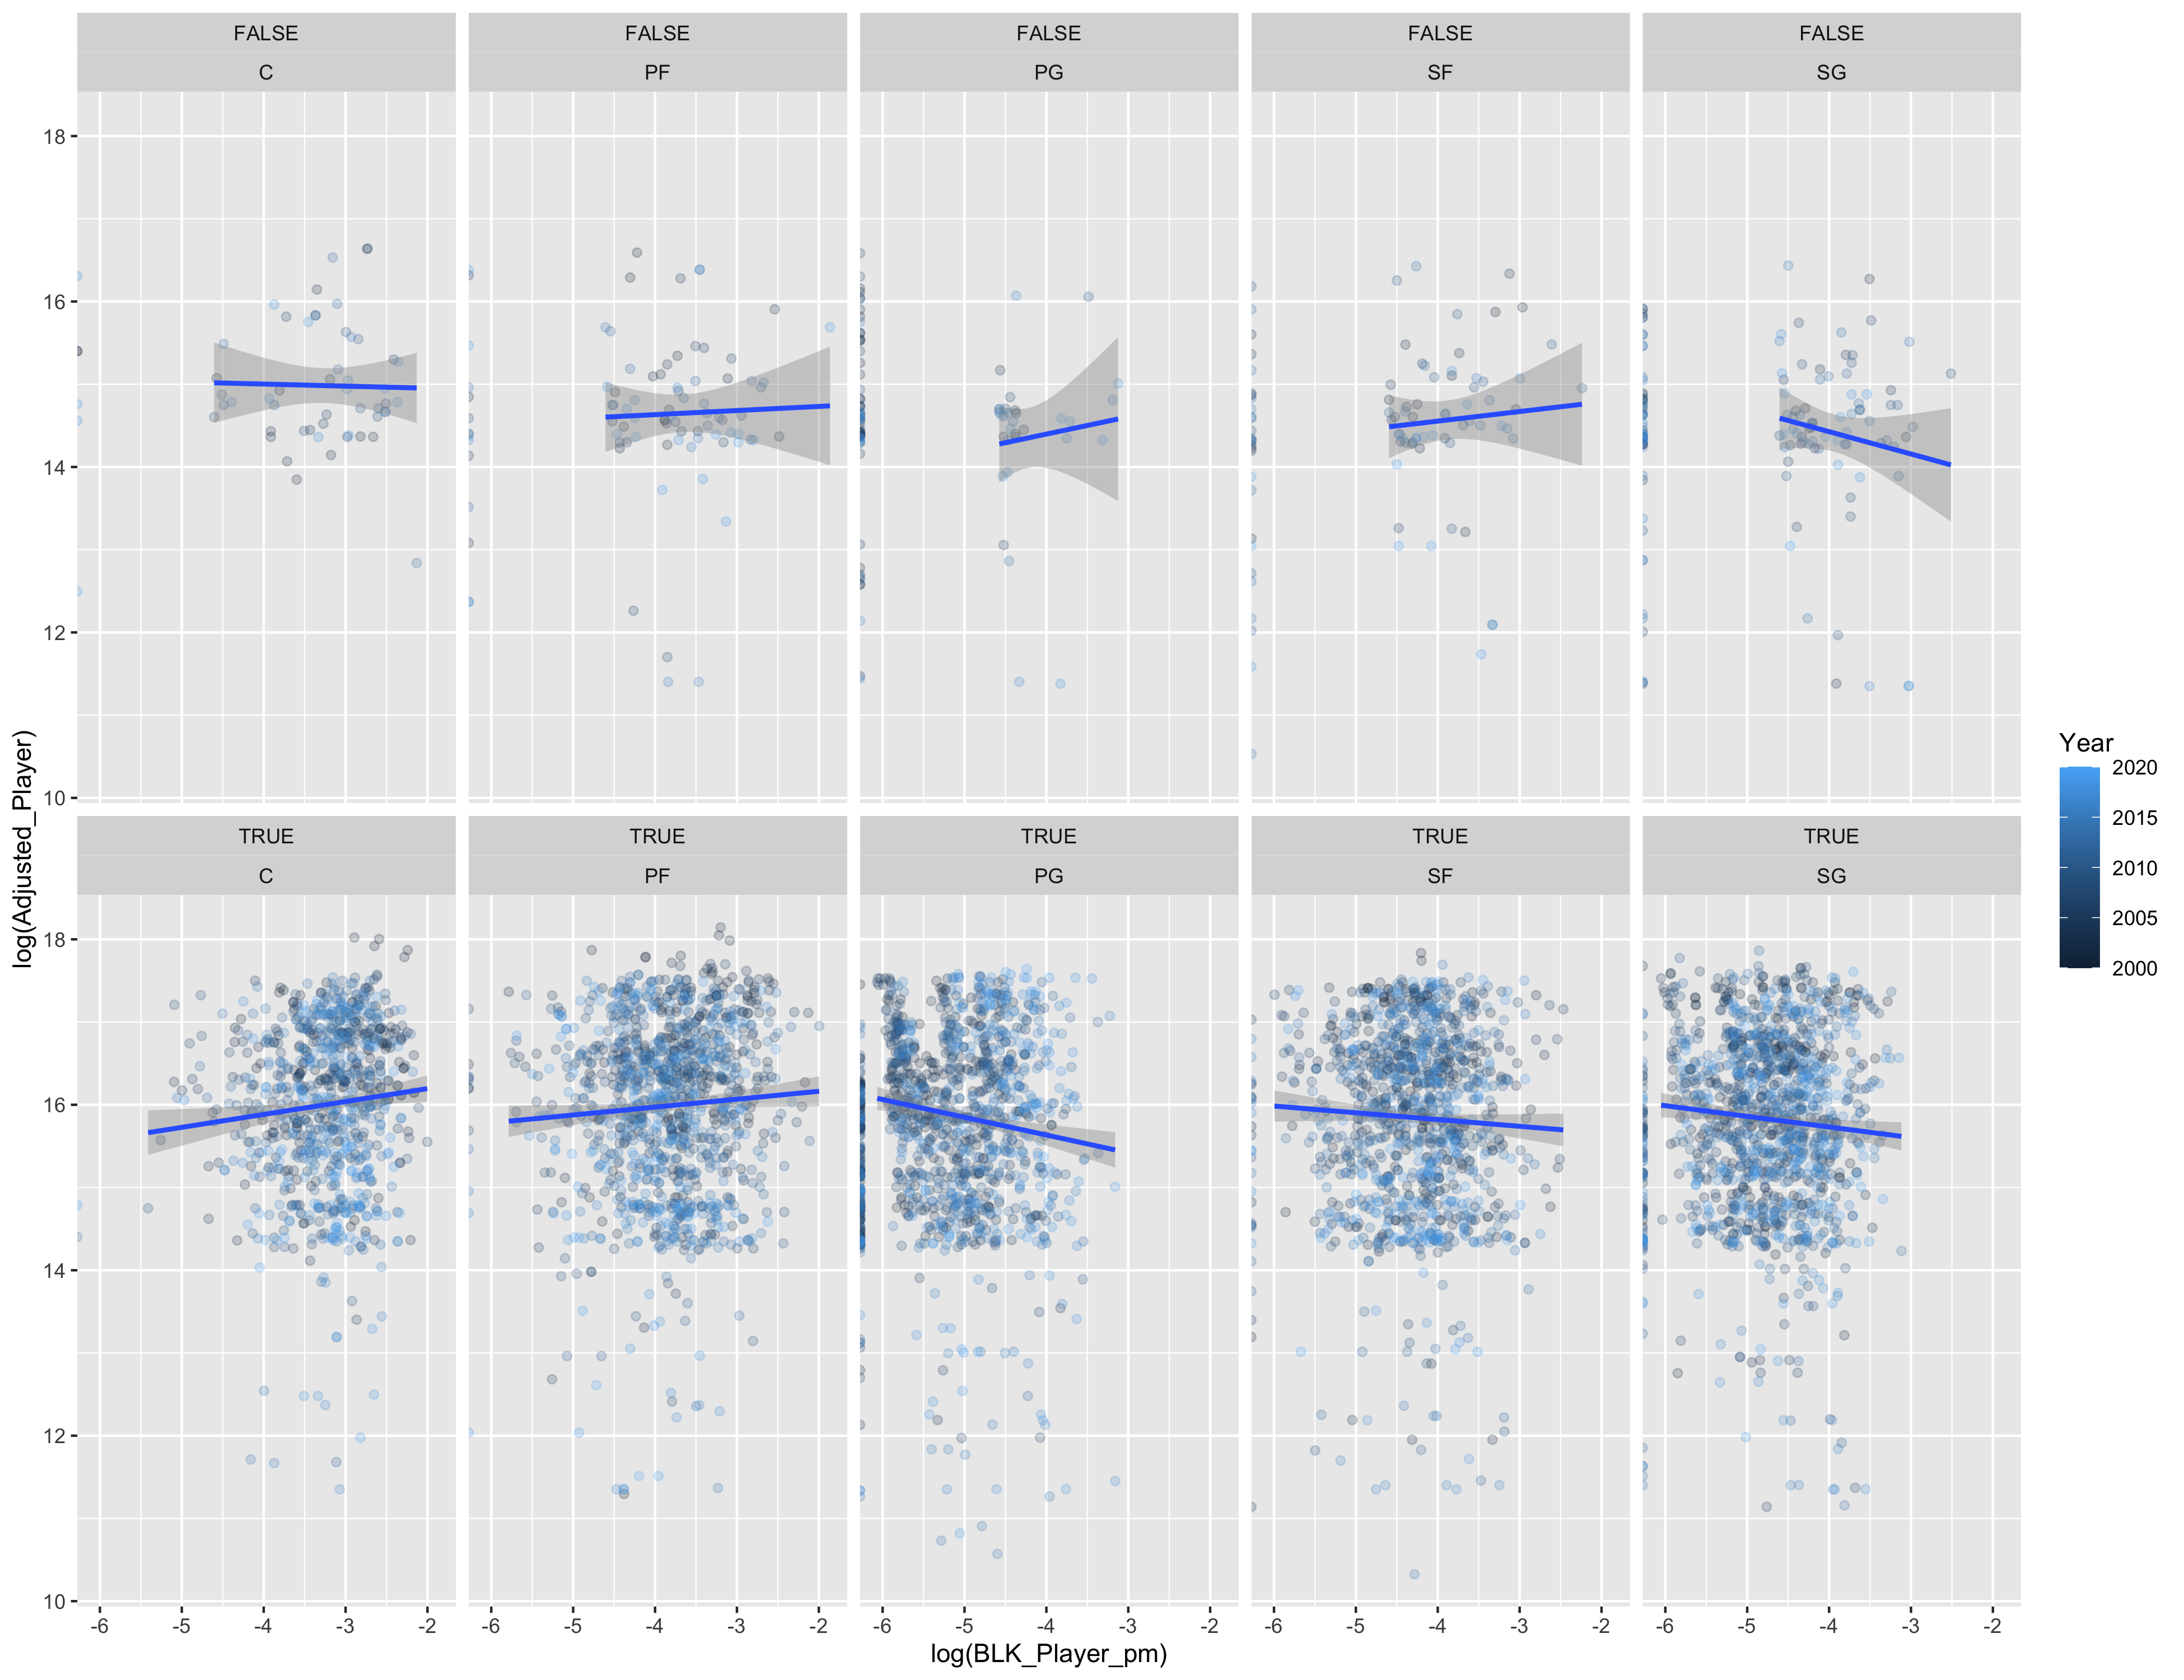 FALSE FALSE FALSE FALSE FALSE
C PF PG SF SG
18
16
14
12
10
TRUE TRUE TRUE TRUE TRUE
C PF PG SF SG
18
16
14
12
10
-6 -5 -4 -3 -2 -6 -5 -4 -3 -2 -6 -5 -4 -3 -2 -6 -5 -4 -3 -2 -6 -5 -4 -3 -2
log(BLK_Player_pm)
log(Adjusted_Player)
Year
2020
2015
2010
2005
2000